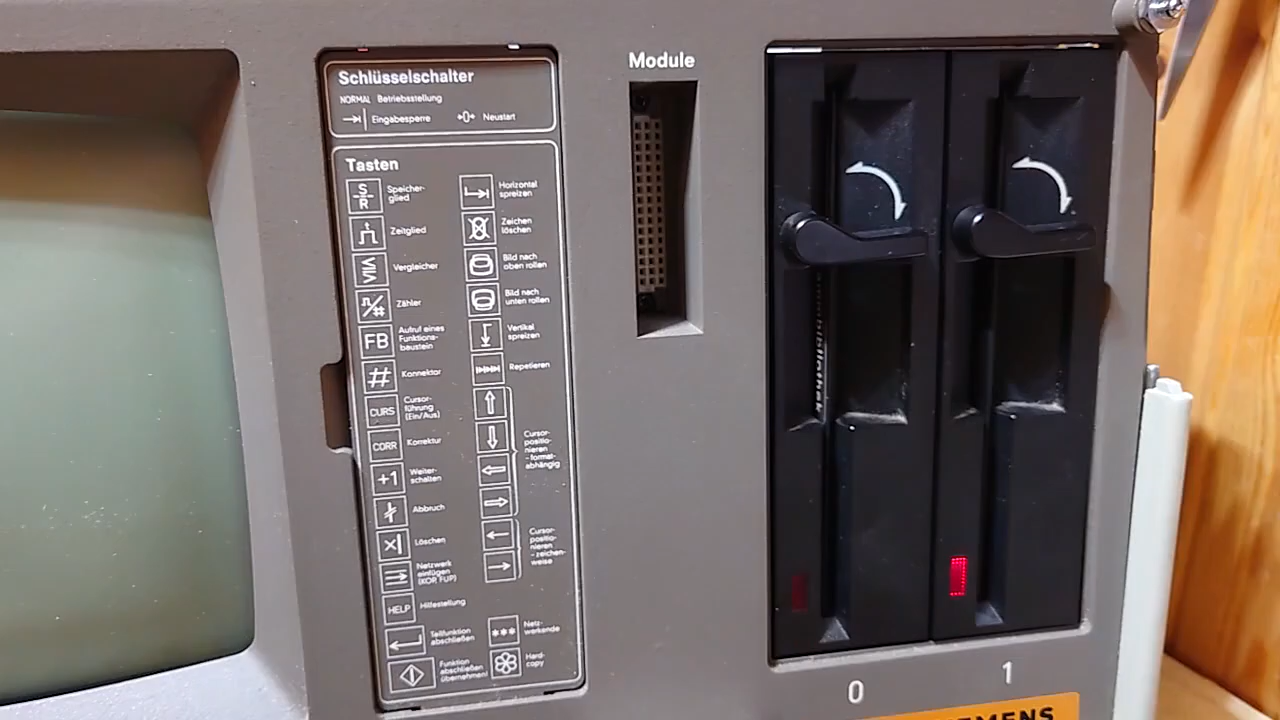 Schlüsselschalter
NORMAL Betriebsstellung
Eingabesperre
Neustart
Tasten
S
R
Speicher-
glied
Zeitglied
Vergleicher
#
Zähler
FB
Aufruf eines
Funktions-
baustein
#
Konnektor
CURS
Cursor-
führung
(Ein/Aus)
CORR
Korrektur
+1
Weiter-
schalten
Abbruch
Löschen
Netzwerk
einfügen
(KOP, FUP)
HELP
Hilfestellung
Teilfunktion
abschließen
Funktion
abschließen
übernehmen!
Horizontal
spreizen
Zeichen
löschen
Bild nach
oben rollen
Bild nach
unten rollen
Vertikal
spreizen
Repetieren
Cursor-
positio-
nieren
-format-
abhängig
Cursor-
positio-
nieren
-zeichen-
weise
***
Netz-
werkende
Hard-
copy
Module
0
1